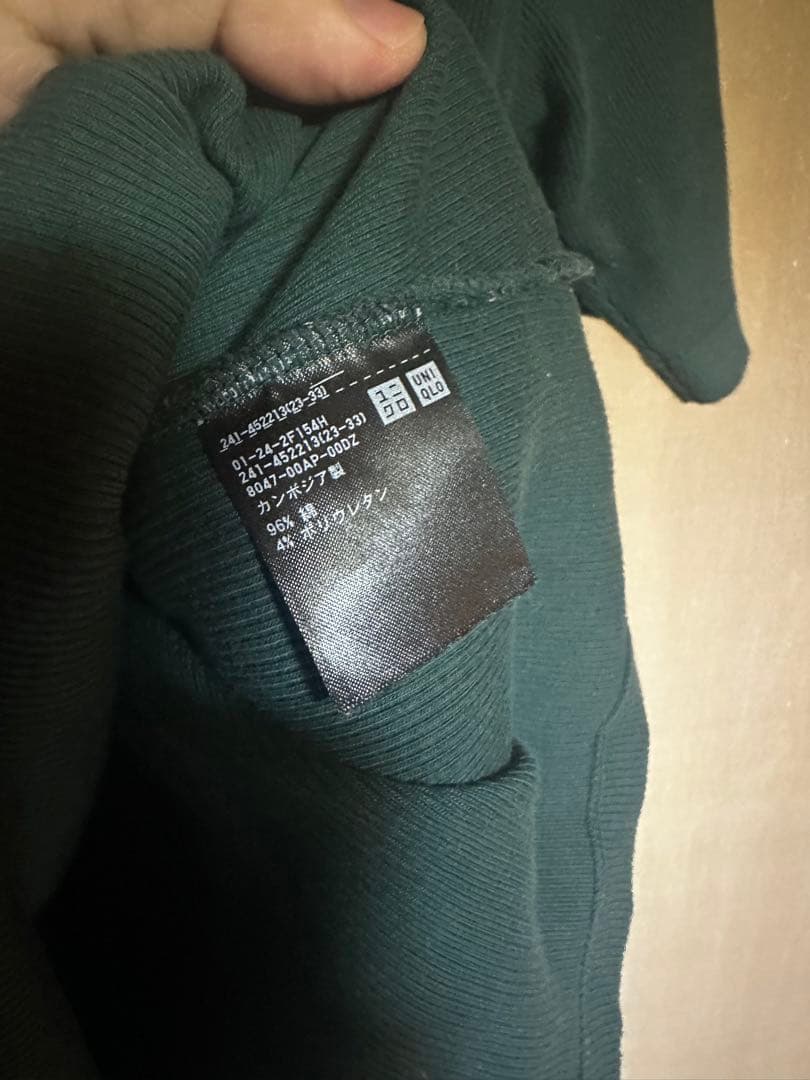 241-452213(23-33)
01-24-2F154H
241-452213(23-33)
8047-00AP-00DZ
カンボジア製
96% 綿
4% ポリウレタン
ユニ
クロ
UNI
QLO